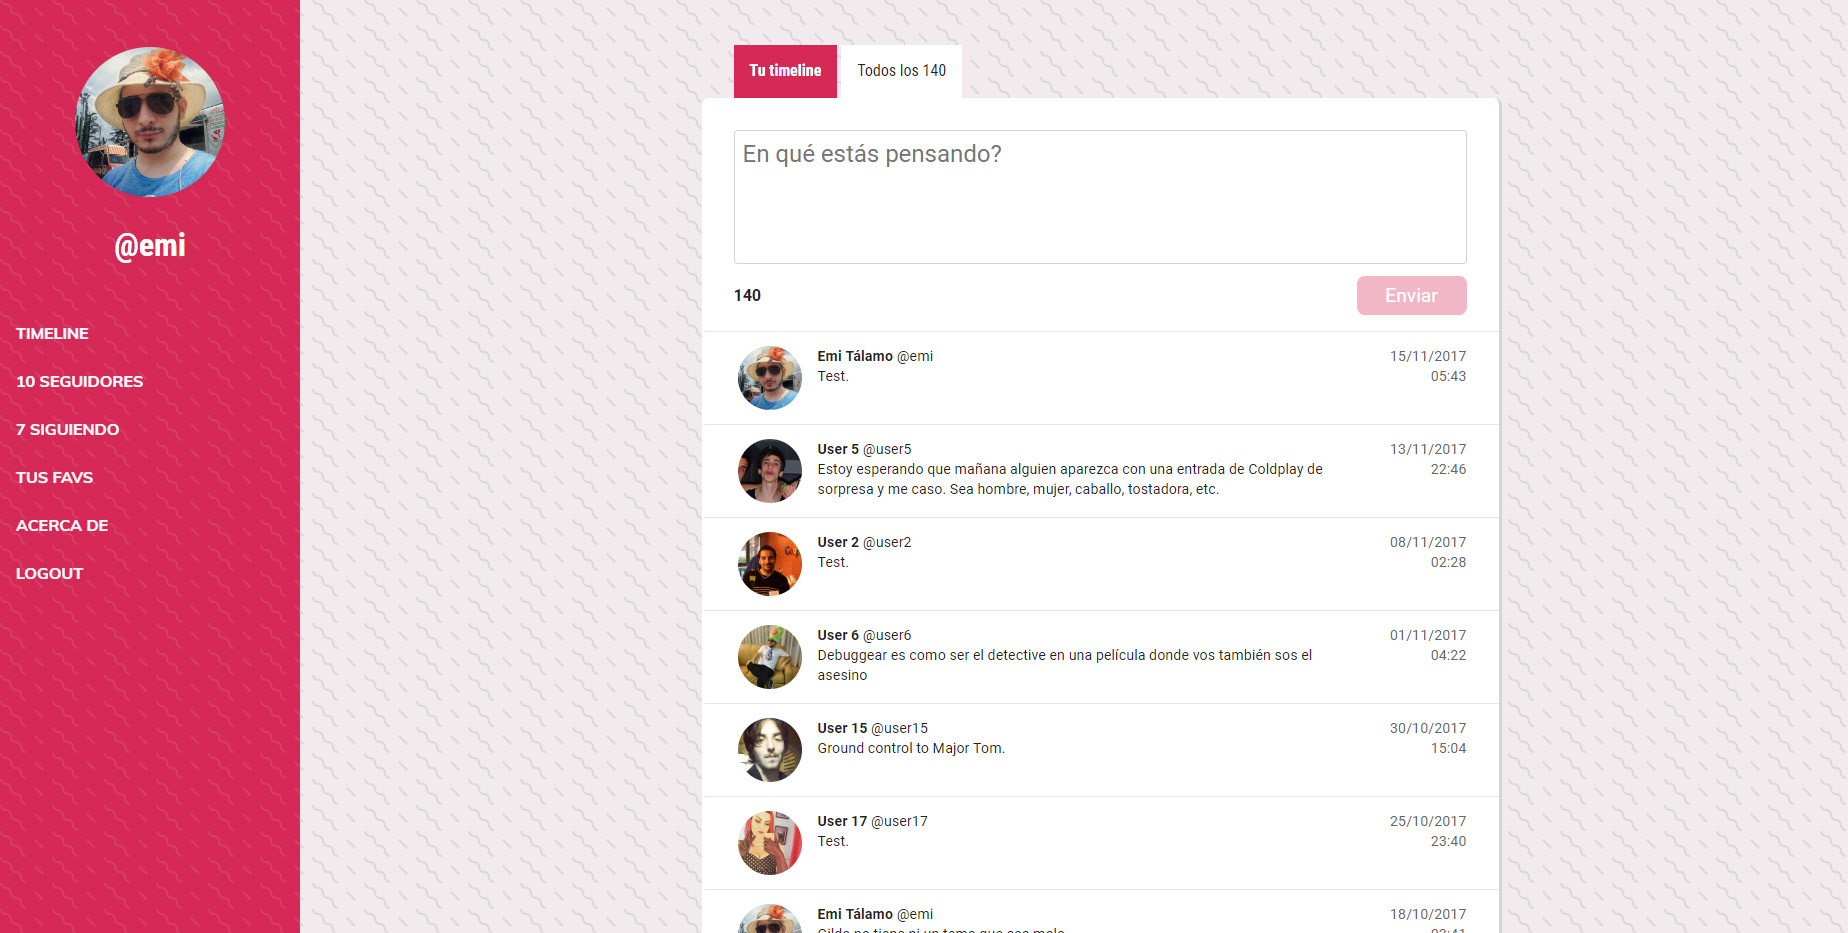 @emi
TIMELINE
10 SEGUIDORES
7 SIGUIENDO
TUS FAVS
ACERCA DE
LOGOUT
Tu timeline
Todos los 140
En qué estás pensando?
140
Enviar
Emi Tálamo @emi
15/11/2017
Test.
05:43
User 5 @user5
13/11/2017
Estoy esperando que mañana alguien aparezca con una entrada de Coldplay de
22:46
sorpresa y me caso. Sea hombre, mujer, caballo, tostadora, etc.
User 2 @user2
08/11/2017
Test.
02:28
User 6 @user6
01/11/2017
Debuggear es como ser el detective en una película donde vos también sos el
04:22
asesino
User 15 @user15
30/10/2017
Ground control to Major Tom.
15:04
User 17 @user17
25/10/2017
Test.
23:40
Emi Tálamo @emi
18/10/2017